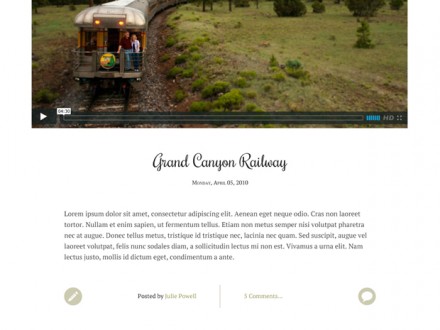 04:30
HD
Grand Canyon Railway
Monday, April 05, 2010
Lorem ipsum dolor sit amet, consectetur adipiscing elit. Aenean eget neque odio. Cras non laoreet
tortor. Nullam et enim sapien, ut fermentum tellus. Etiam non metus semper nisi volutpat pharetra
nec at augue. Donec tellus metus, tristique id tristique nec, lacinia nec quam. Sed suscipit, augue vel
laoreet volutpat, felis nunc sodales diam, a sollicitudin lectus mi non est. Vivamus a urna elit. Nam
lectus justo, mollis id dictum eget, condimentum a ante.
Posted by Julie Powell
5 Comments...